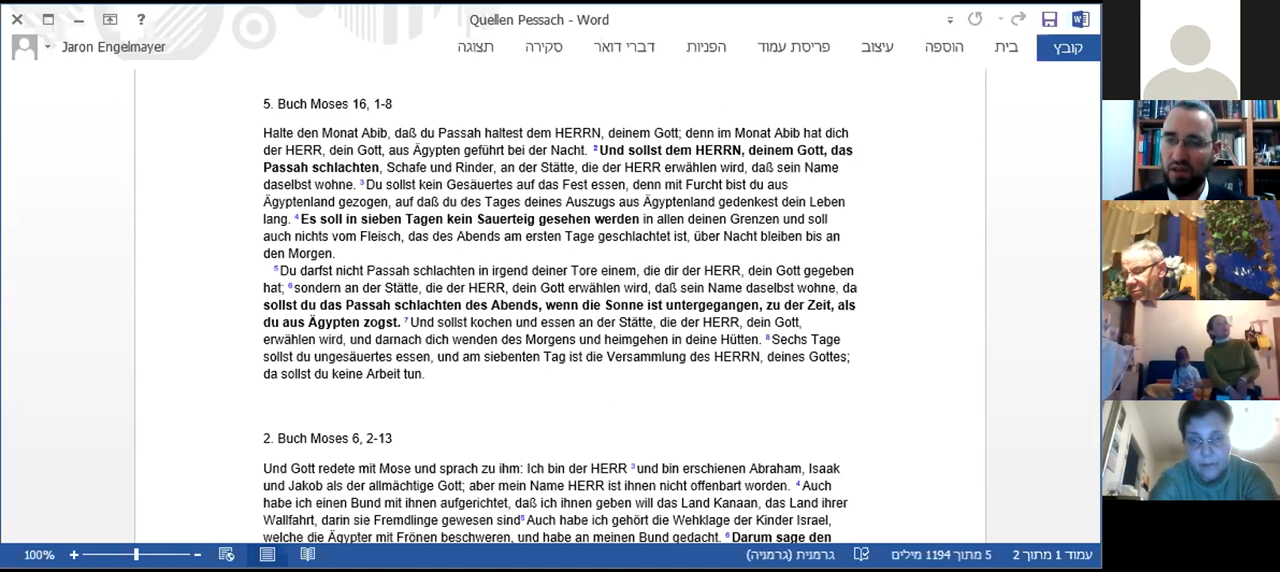 Quellen Pessach - Word
Jaron Engelmayer
קובץ בית הוספה עיצוב פריסת עמוד הפניות דברי דואר סקירה תצוגה
5. Buch Moses 16, 1-8
Halte den Monat Abib, daß du Passah haltest dem HERRN, deinem Gott; denn im Monat Abib hat dich
der HERR, dein Gott, aus Ägypten geführt bei der Nacht. 2 Und sollst dem HERRN, deinem Gott, das
Passah schlachten, Schafe und Rinder, an der Stätte, die der HERR erwählen wird, daß sein Name
daselbst wohne. 3 Du sollst kein Gesäuertes auf das Fest essen, denn mit Furcht bist du aus
Ägyptenland gezogen, auf daß du des Tages deines Auszugs aus Ägyptenland gedenkest dein Leben
lang. 4 Es soll in sieben Tagen kein Sauerteig gesehen werden in allen deinen Grenzen und soll
auch nichts vom Fleisch, das des Abends am ersten Tage geschlachtet ist, über Nacht bleiben bis an
den Morgen.
5 Du darfst nicht Passah schlachten in irgend deiner Tore einem, die dir der HERR, dein Gott gegeben
hat; 6 sondern an der Stätte, die der HERR, dein Gott erwählen wird, daß sein Name daselbst wohne, da
sollst du das Passah schlachten des Abends, wenn die Sonne ist untergegangen, zu der Zeit, als
du aus Ägypten zogst. 7 Und sollst kochen und essen an der Stätte, die der HERR, dein Gott,
erwählen wird, und darnach dich wenden des Morgens und heimgehen in deine Hütten. 8 Sechs Tage
sollst du ungesäuertes essen, und am siebenten Tag ist die Versammlung des HERRN, deines Gottes;
da sollst du keine Arbeit tun.
2. Buch Moses 6, 2-13
Und Gott redete mit Mose und sprach zu ihm: Ich bin der HERR 3 und bin erschienen Abraham, Isaak
und Jakob als der allmächtige Gott; aber mein Name HERR ist ihnen nicht offenbart worden. 4 Auch
habe ich einen Bund mit ihnen aufgerichtet, daß ich ihnen geben will das Land Kanaan, das Land ihrer
Wallfahrt, darin sie Fremdlinge gewesen sind 5 Auch habe ich gehört die Wehklage der Kinder Israel,
welche die Ägypter mit Frönen beschweren, und habe an meinen Bund gedacht. 6 Darum sage den
עמוד 1 מתוך 2 5 מתוך 1194 מילים גרמנית (גרמניה) 100%